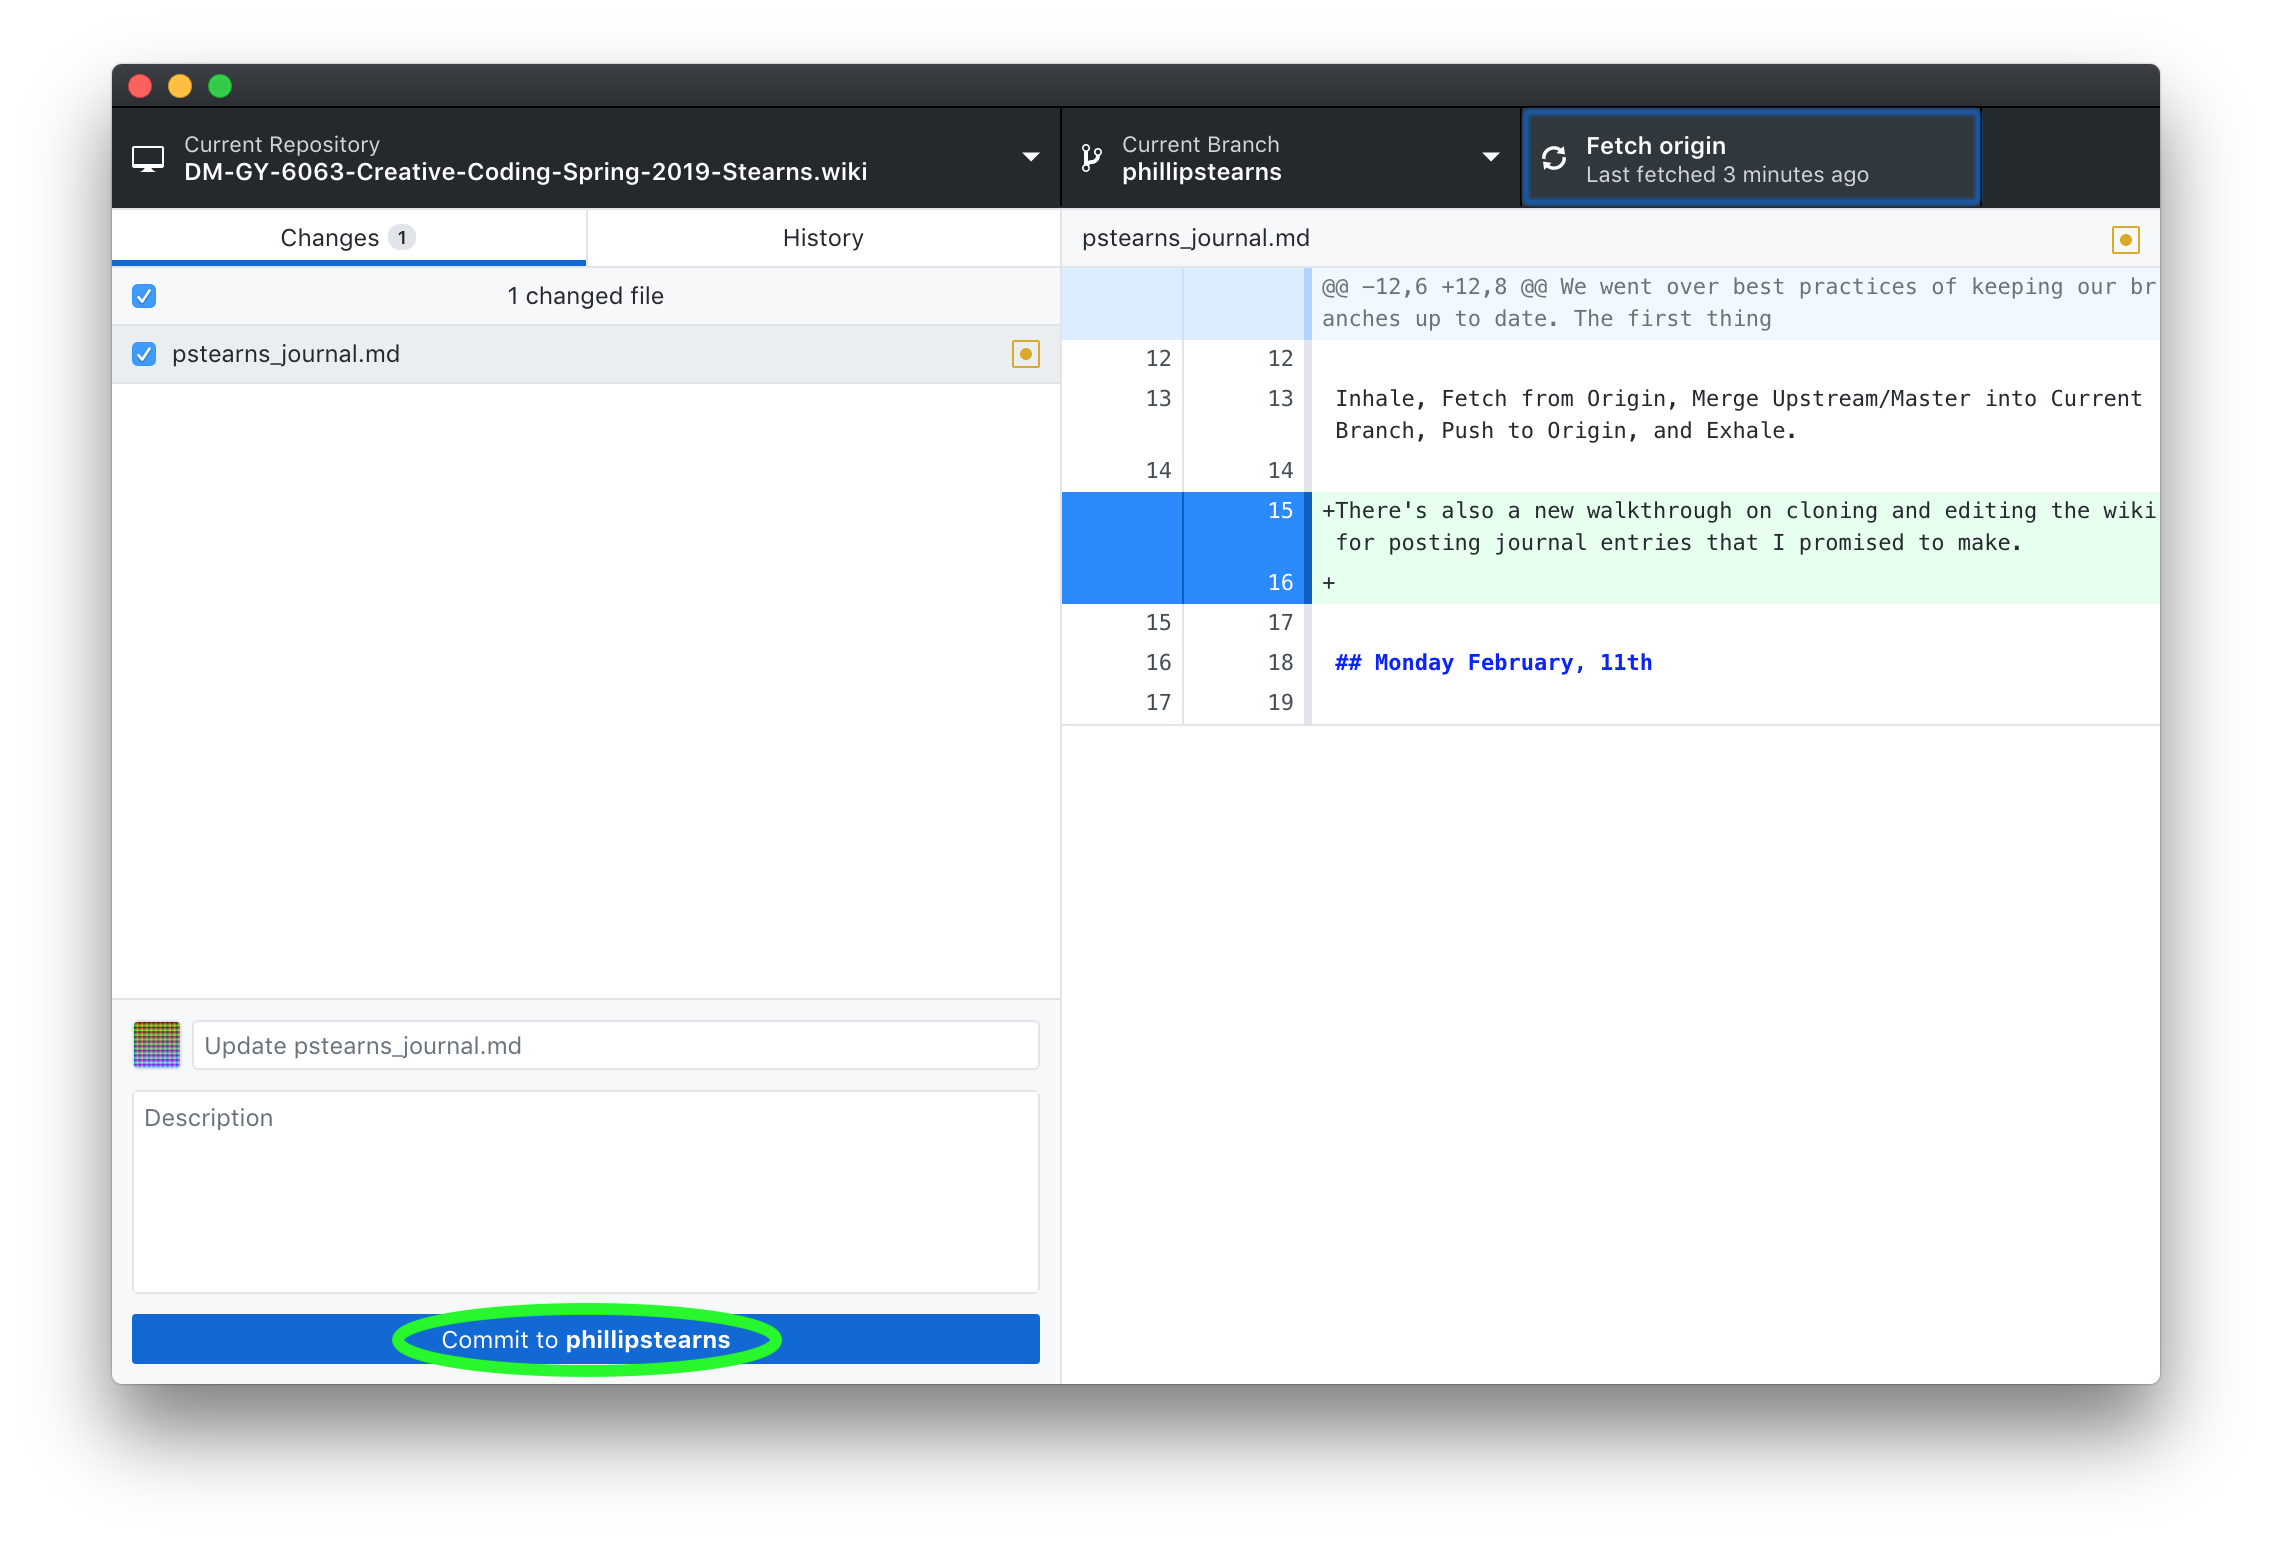 Current Repository
DM-GY-6063-Creative-Coding-Spring-2019-Stearns.wiki
Current Branch
phillipstearns
Fetch origin
Last fetched 3 minutes ago
Changes 1
History
1 changed file
pstearns_journal.md
Update pstearns_journal.md
Description
Commit to phillipstearns
pstearns_journal.md
@@ -12,6 +12,8 @@ We went over best practices of keeping our br
anches up to date. The first thing
12 12
13 13 Inhale, Fetch from Origin, Merge Upstream/Master into Current
Branch, Push to Origin, and Exhale.
14 14
15 +There's also a new walkthrough on cloning and editing the wiki
for posting journal entries that I promised to make.
16 +
15 17
16 18 ## Monday February, 11th
17 19